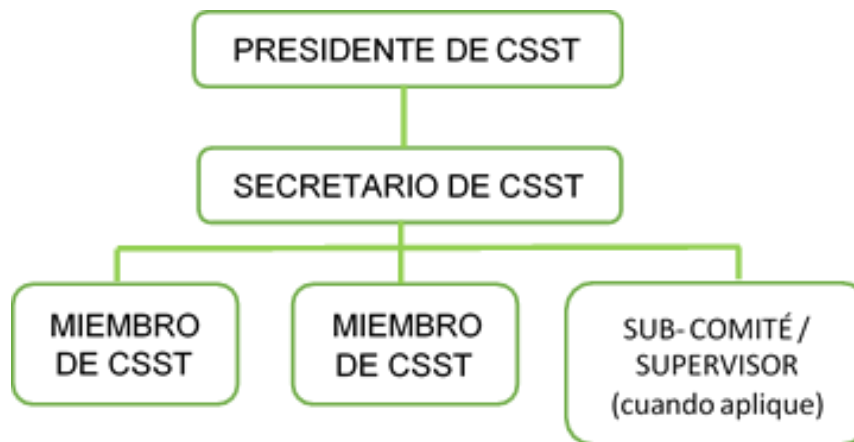 PRESIDENTE DE CSST
SECRETARIO DE CSST
MIEMBRO
DE CSST
MIEMBRO
DE CSST
SUB- COMITÉ /
SUPERVISOR
(cuando aplique)